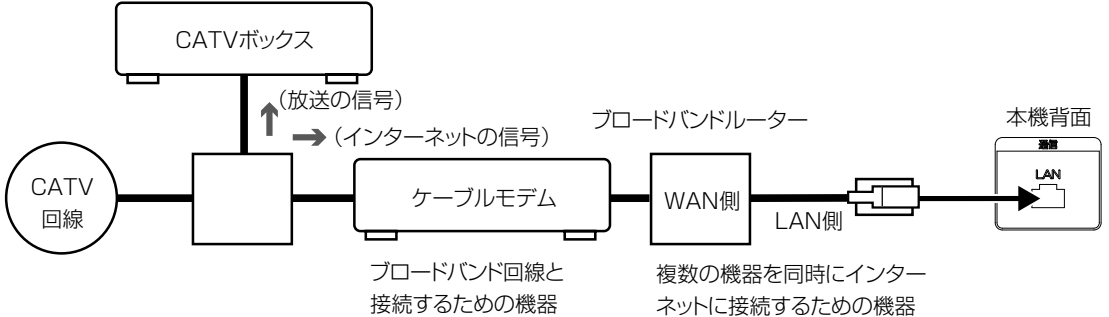 CATVボックス
(放送の信号)
(インターネットの信号)
ブロードバンドルーター
本機背面
通信
LAN
CATV
回線
ケーブルモデム
WAN側
LAN側
ブロードバンド回線と
接続するための機器
複数の機器を同時にインター
ネットに接続するための機器